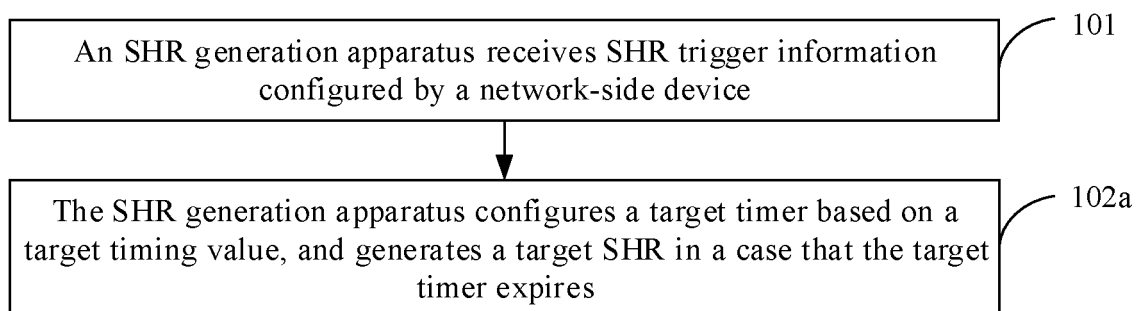 An SHR generation apparatus receives SHR trigger information
configured by a network-side device
101
The SHR generation apparatus configures a target timer based on a
target timing value, and generates a target SHR in a case that the target
timer expires
102a